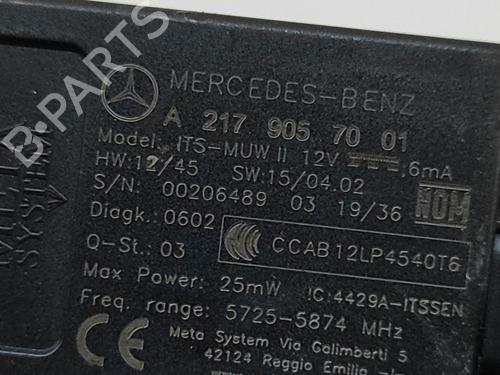 B-PARTS
MERCEDES-BENZ
A 217 905 70 01
Model: ITS-MUW II 12V 6mA
HW:12/45 SW:15/04.02
S/N: 00206489 03 19/36 NOM
Diagk.: 0602
CCAB12LP4540T6
Q-St.: 03
Max Power: 25mW IC:4429A-ITSSEN
Freq. range: 5725-5874 MHz
CE
Meta System Via Galimberti 5
42124 Reggio Emilia
META
SYSTEM